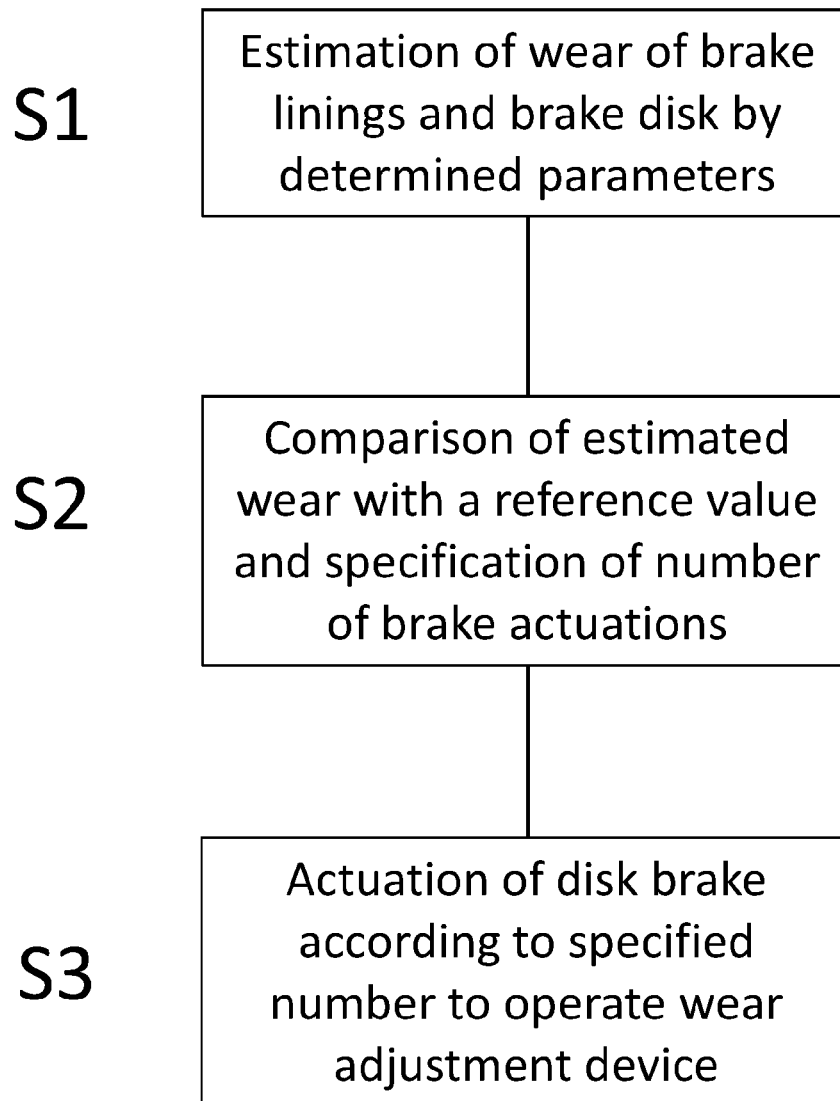 S1
Estimation of wear of brake
linings and brake disk by
determined parameters
S2
Comparison of estimated
wear with a reference value
and specification of number
of brake actuations
S3
Actuation of disk brake
according to specified
number to operate wear
adjustment device